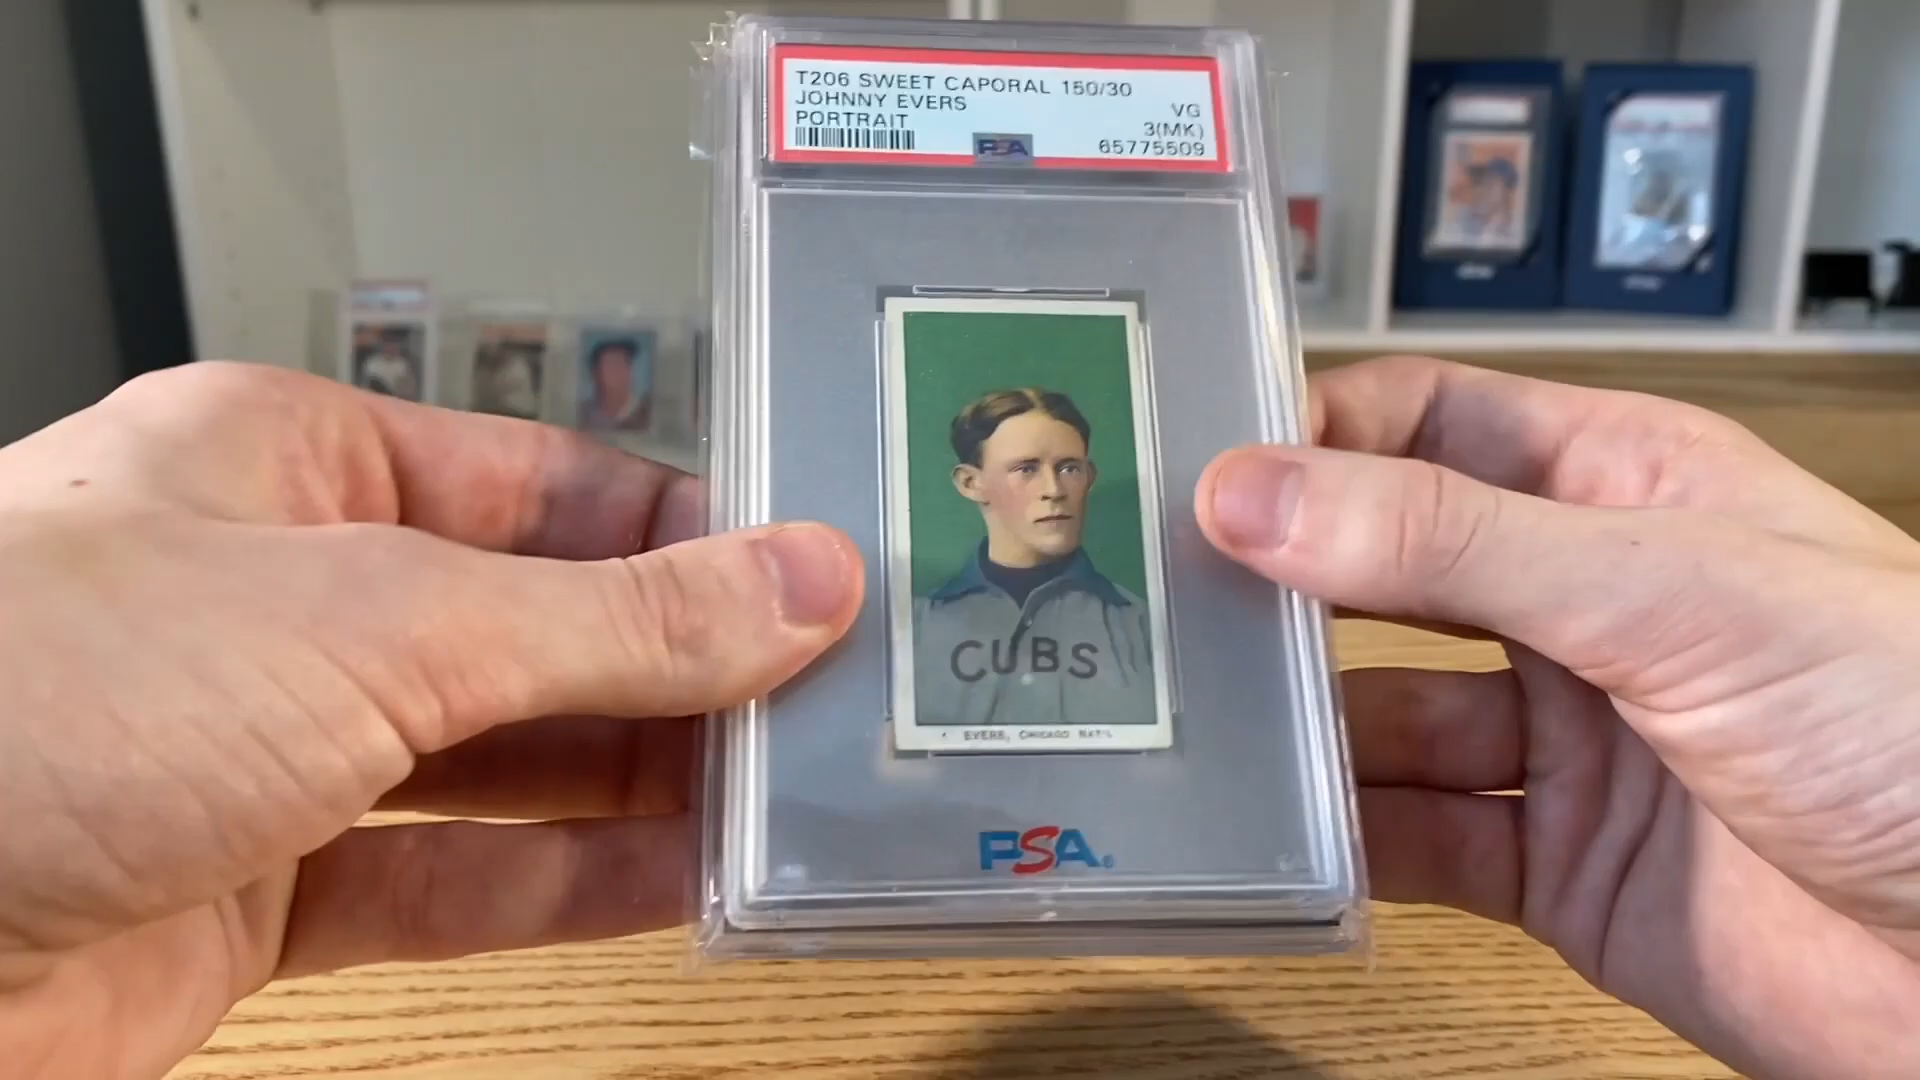 T206 SWEET CAPORAL 150/30
JOHNNY EVERS
VG
PORTRAIT
3(MK)
PSA
65775509
CUBS
EVERS, CHICAGO NAT'L
PSA